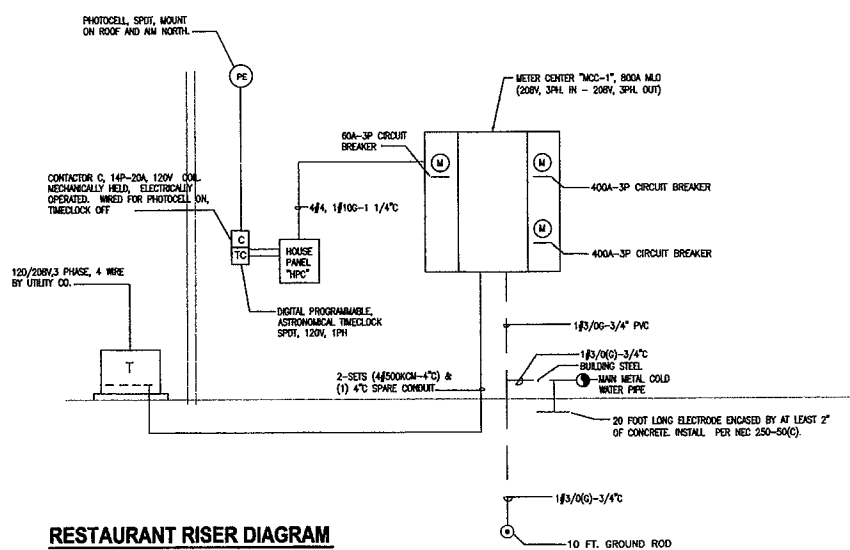 PHOTOCELL, SPDT, MOUNT
ON ROOF AND AIM NORTH.
PE
METER CENTER "MCC-1", 800A MLO
(208V, 3PH. IN - 208V, 3PH. OUT)
60A-3P CIRCUIT
BREAKER
M
M
400A-3P CIRCUIT BREAKER
M
400A-3P CIRCUIT BREAKER
CONTACTOR C, 14P-20A, 120V COIL.
MECHANICALLY HELD, ELECTRICALLY
OPERATED. WIRED FOR PHOTOCELL ON,
TIMECLOCK OFF
4#4, 1#10G-1 1/4"C
C
TC
HOUSE
PANEL
"HPC"
120/208V,3 PHASE, 4 WIRE
BY UTILITY CO.
DIGITAL PROGRAMMABLE,
ASTRONOMICAL TIMECLOCK
SPDT, 120V, 1PH
T
1#3/0G-3/4" PVC
1#3/0(G)-3/4"C
BUILDING STEEL
MAIN METAL COLD
WATER PIPE
2-SETS (4#500KCM-4"C) &
(1) 4"C SPARE CONDUIT
20 FOOT LONG ELECTRODE ENCASED BY AT LEAST 2"
OF CONCRETE. INSTALL PER NEC 250-50(C).
1#3/0(G)-3/4"C
10 FT. GROUND ROD
RESTAURANT RISER DIAGRAM